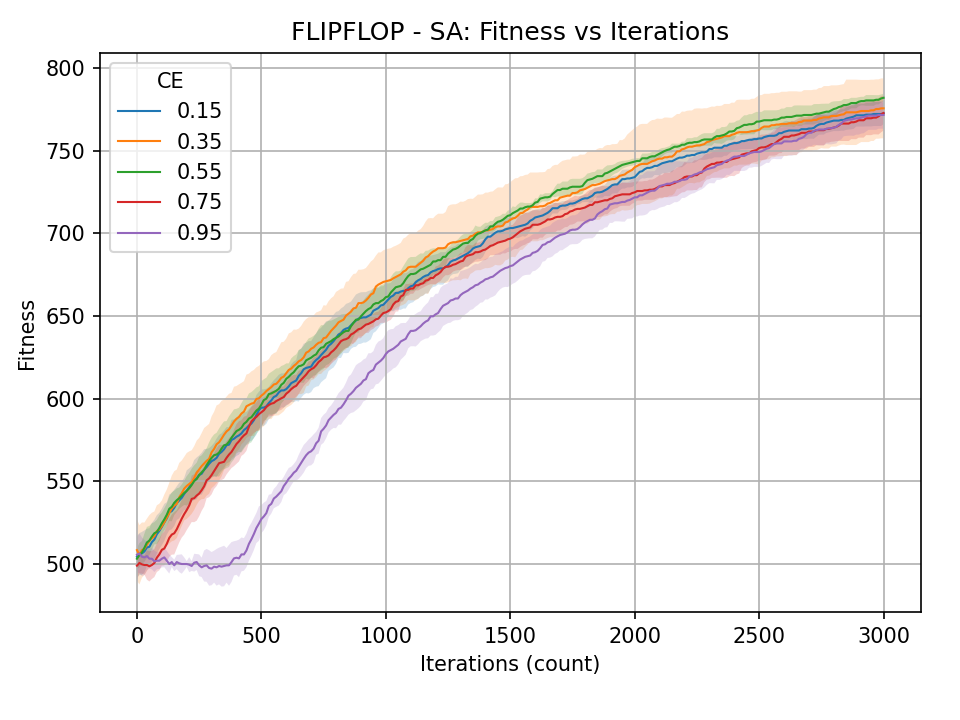 FLIPFLOP - SA: Fitness vs Iterations
CE
0.15
0.35
0.55
0.75
0.95
Fitness
800
750
700
650
600
550
500
0 500 1000 1500 2000 2500 3000
Iterations (count)